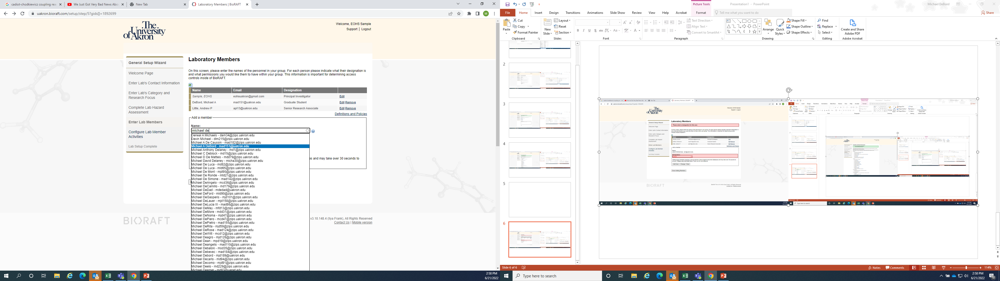 cadiot-chodkiewicz coupling rea
We Just Got Very Bad News Abo
New Tab
Laboratory Members | BioRAFT
uakron.bioraft.com/setup/step/5?gids[]=1892699
The
University
of Akron
Welcome, EOHS Sample
Support | Logout
General Setup Wizard
Welcome Page
Enter Lab's Contact Information
Enter Lab's Category and
Research Focus
Complete Lab Hazard
Assessment
Enter Lab Members
Configure Lab Member
Activities
Lab Setup Complete
Laboratory Members
On this screen, please enter the names of the personnel in your group. For each person please indicate what their designation is
and what permissions you would like them to have within your group. This information is important for determining access
controls inside of BioRAFT.
Name Email Designation
Sample, EOHS eohsuakron@gmail.com Principal Investigator Edit
DeBord, Michael A mad151@uakron.edu Graduate Student Edit Remove
Little, Andrew P apl13@uakron.edu Senior Research Associate Edit Remove
Definitions and Policies
Add a member
Name:
michael de
Deneal A Michaels - dam34@zips.uakron.edu
Devin Michael - dlm215@zips.uakron.edu
Michael A De Caussin - mad182@zips.uakron.edu
Michael A DeBord - mad151@uakron.edu
Michael Anthony Delaney - md1@zips.uakron.edu
Michael C Deblock - md15@zips.uakron.edu
Michael D De Matteis - mdd79@zips.uakron.edu
Michael David Delaney - micha30@zips.uakron.edu
Michael De Luca - md82@zips.uakron.edu
Michael De Luca - mld65@zips.uakron.edu
Michael De Mont - mjd90@zips.uakron.edu
Michael De Ronde - mtd21@zips.uakron.edu
Michael De Simone - mad142@zips.uakron.edu
Michael DeAngelo - mcd36@zips.uakron.edu
Michael DeCamillo - md179@zips.uakron.edu
Michael DeDad - mdedad@uakron.edu
Michael DeFord - mld90@zips.uakron.edu
Michael DeGasperis - mjd101@zips.uakron.edu
Michael DeLauer - mjd158@zips.uakron.edu
Michael DeLucia III - mad86@zips.uakron.edu
Michael DeMay - mfd13@zips.uakron.edu
Michael DeMore - mdd31@zips.uakron.edu
Michael DeNoma - mjd47@zips.uakron.edu
Michael DePiero - mcd47@zips.uakron.edu
Michael DePietro - mad155@zips.uakron.edu
Michael DeRita - mjd59@zips.uakron.edu
Michael DeRose - mad124@zips.uakron.edu
Michael DeWitt - mcd12@zips.uakron.edu
Michael Deagro - mjd128@zips.uakron.edu
Michael Dean - mpd19@zips.uakron.edu
Michael Deangelis - mad110@zips.uakron.edu
Michael Debalski - msd35@zips.uakron.edu
Michael Debevec - mad184@zips.uakron.edu
Michael Debord - mjd189@uakron.edu
Michael Decarlo - md94@zips.uakron.edu
Michael Decomo - mjd91@zips.uakron.edu
Michael Deelo - md229@zips.uakron.edu
Michael Deemer - md63@uanet.edu
es and may take over 30 seconds to
BIORAFT
v3.10.148.4 (Ilya Frank), All Rights Reserved
Contact Us | Mobile version
2:58 PM
6/21/2022
Picture Tools
Presentation1 - PowerPoint
Michael DeBord
File Home Insert Design Transitions Animations Slide Show Review View Help Acrobat Format Tell me what you want to do Share
Paste
Cut
Copy
Format Painter
Clipboard
New
Slide
Layout
Reset
Section
Slides
Font
Text Direction
Align Text
Convert to SmartArt
Paragraph
Arrange
Quick
Styles
Shape Fill
Shape Outline
Shape Effects
Drawing
Find
Replace
Select
Editing
Create and Share
Adobe PDF
Adobe Acrobat
2
3
4
5
6
Laboratory Members
Please select a designation for this user.
Slide 6 of 6
Notes
Comments
114%
Type here to search
2:58 PM
6/21/2022